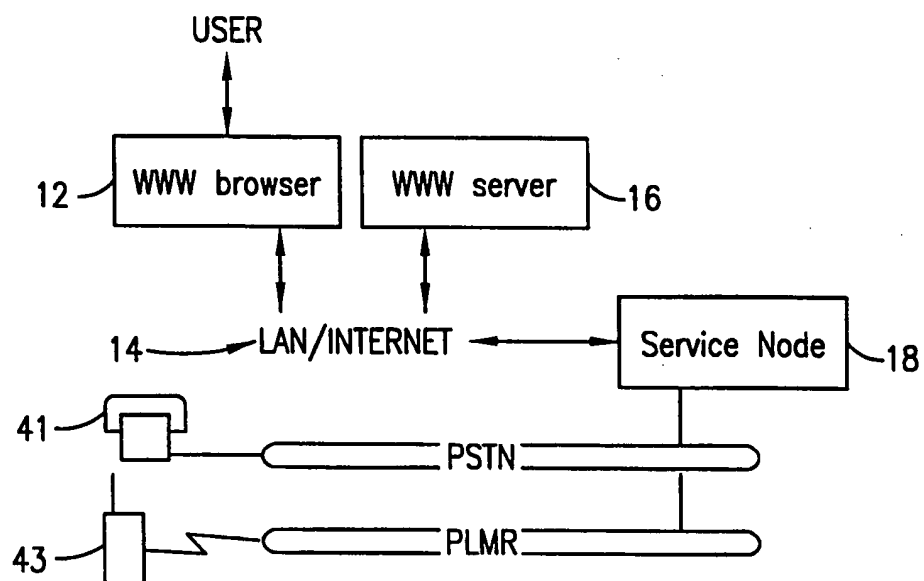 USER
12
WWW browser
WWW server
16
14
LAN/INTERNET
Service Node
18
41
PSTN
43
PLMR